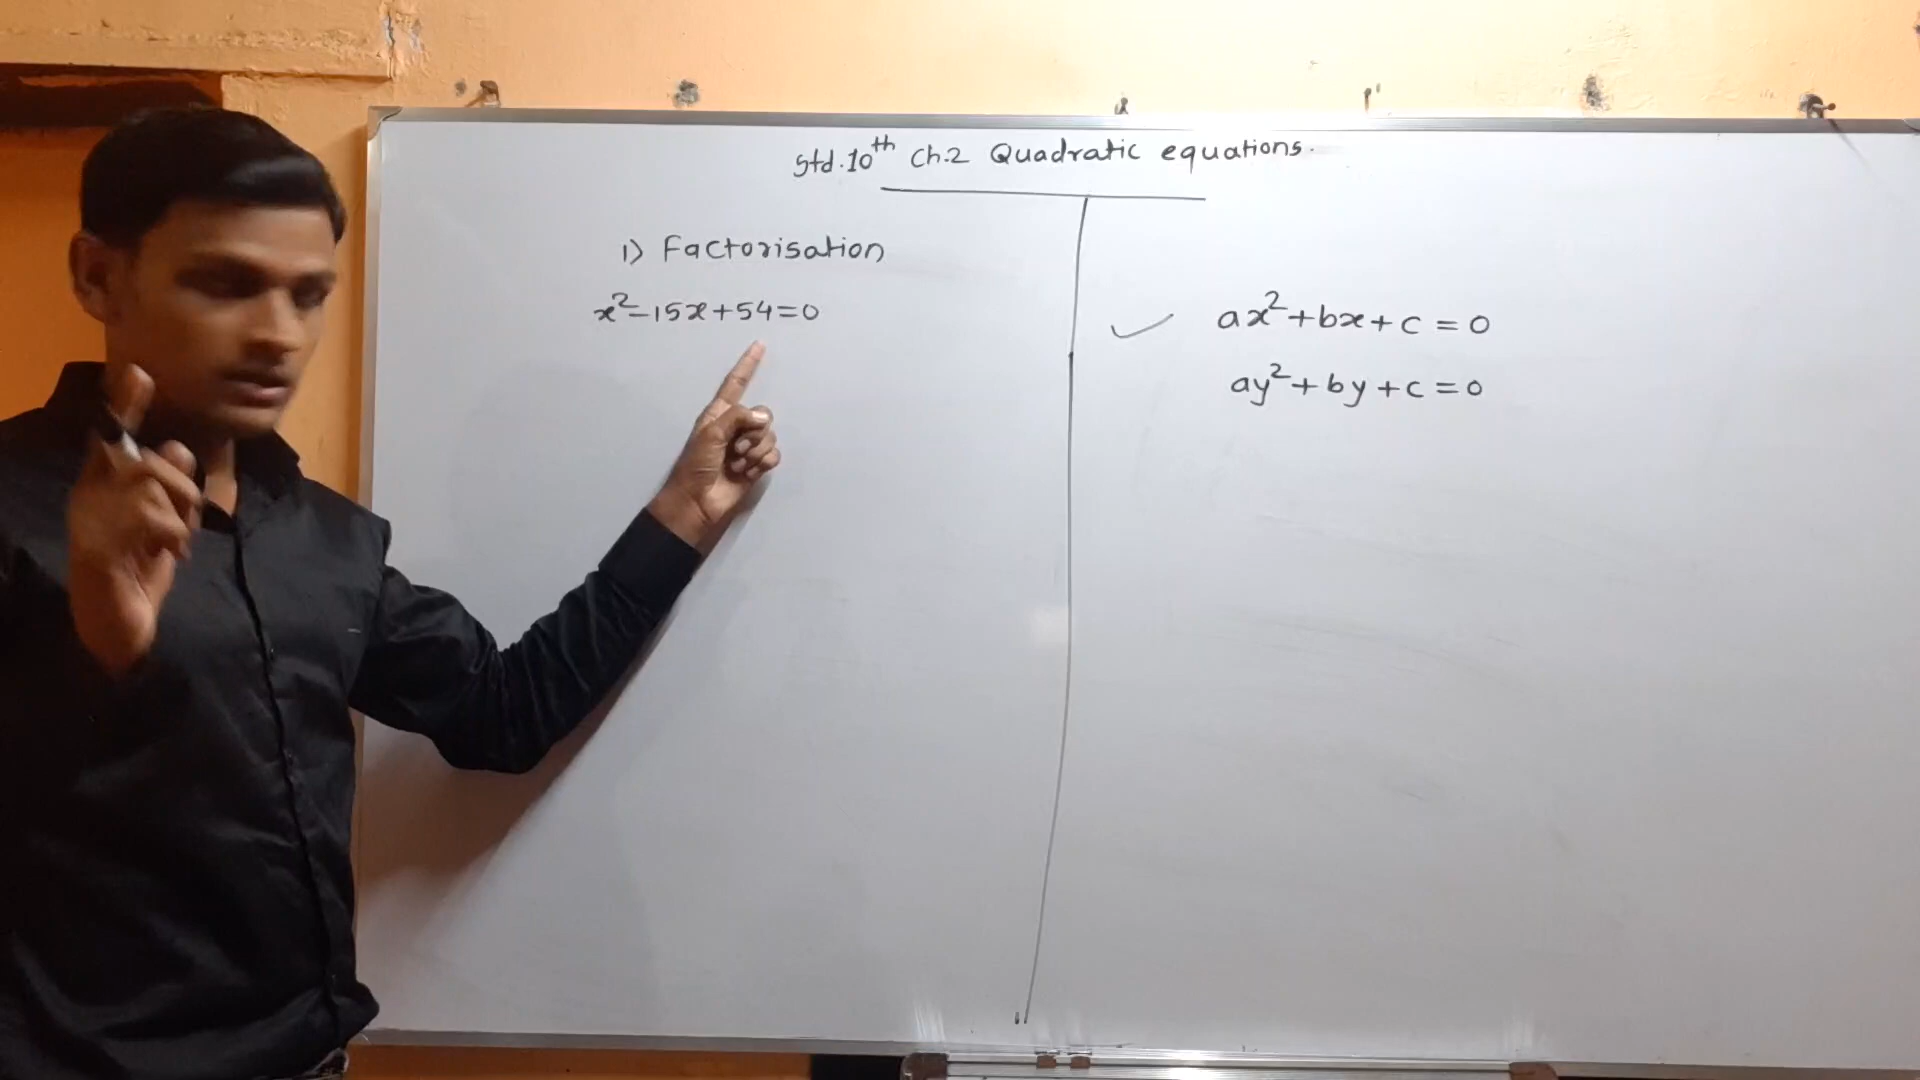 Std.10th Ch.2 Quadratic equations.
1) Factorisation
x²-15x+54=0
ax²+bx+c=0
ay²+by+c=0